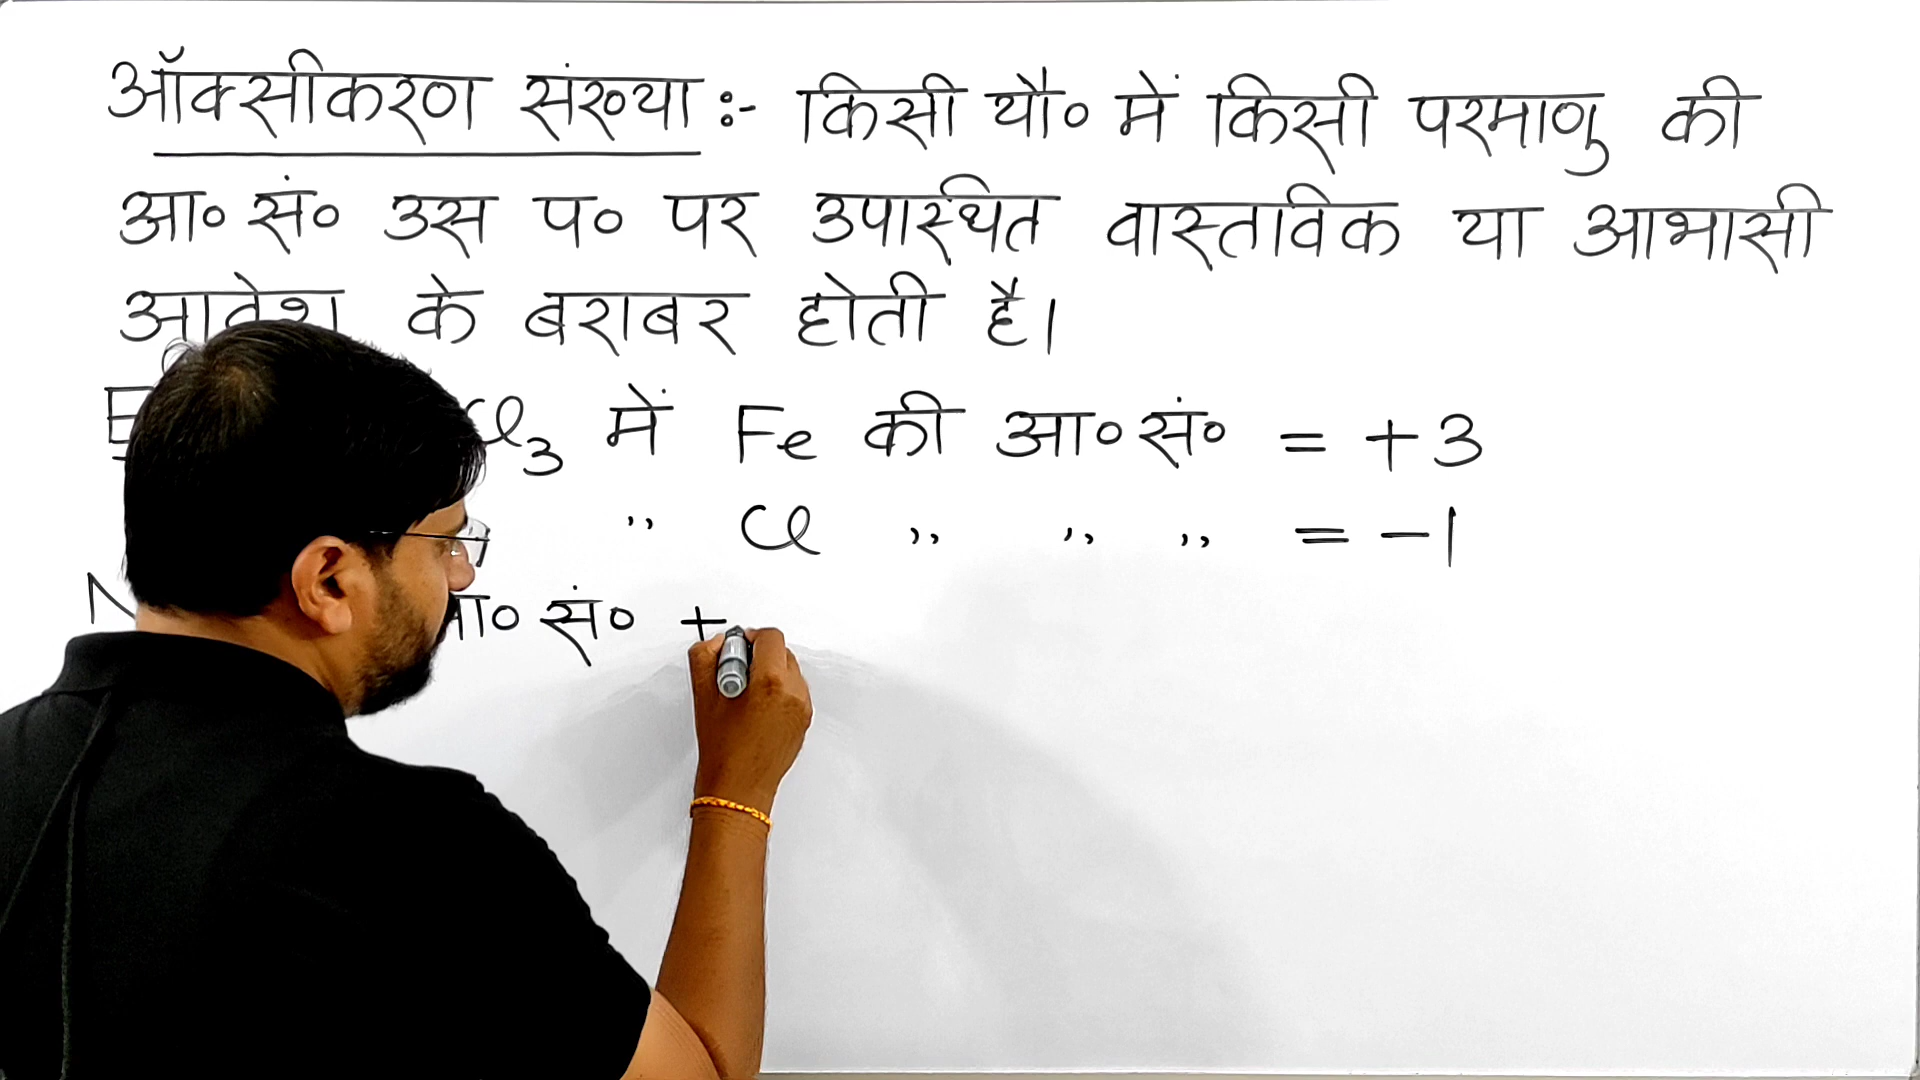 ऑक्सीकरण संख्या :- किसी यौ० में किसी परमाणु की
आ० सं० उस प० पर उपस्थित वास्तविक या आभासी
आवेश के बराबर होती है।
Cl₃ में Fe की आ० सं० = +3
,, Cl ,, ,, ,, = -1
सं० +